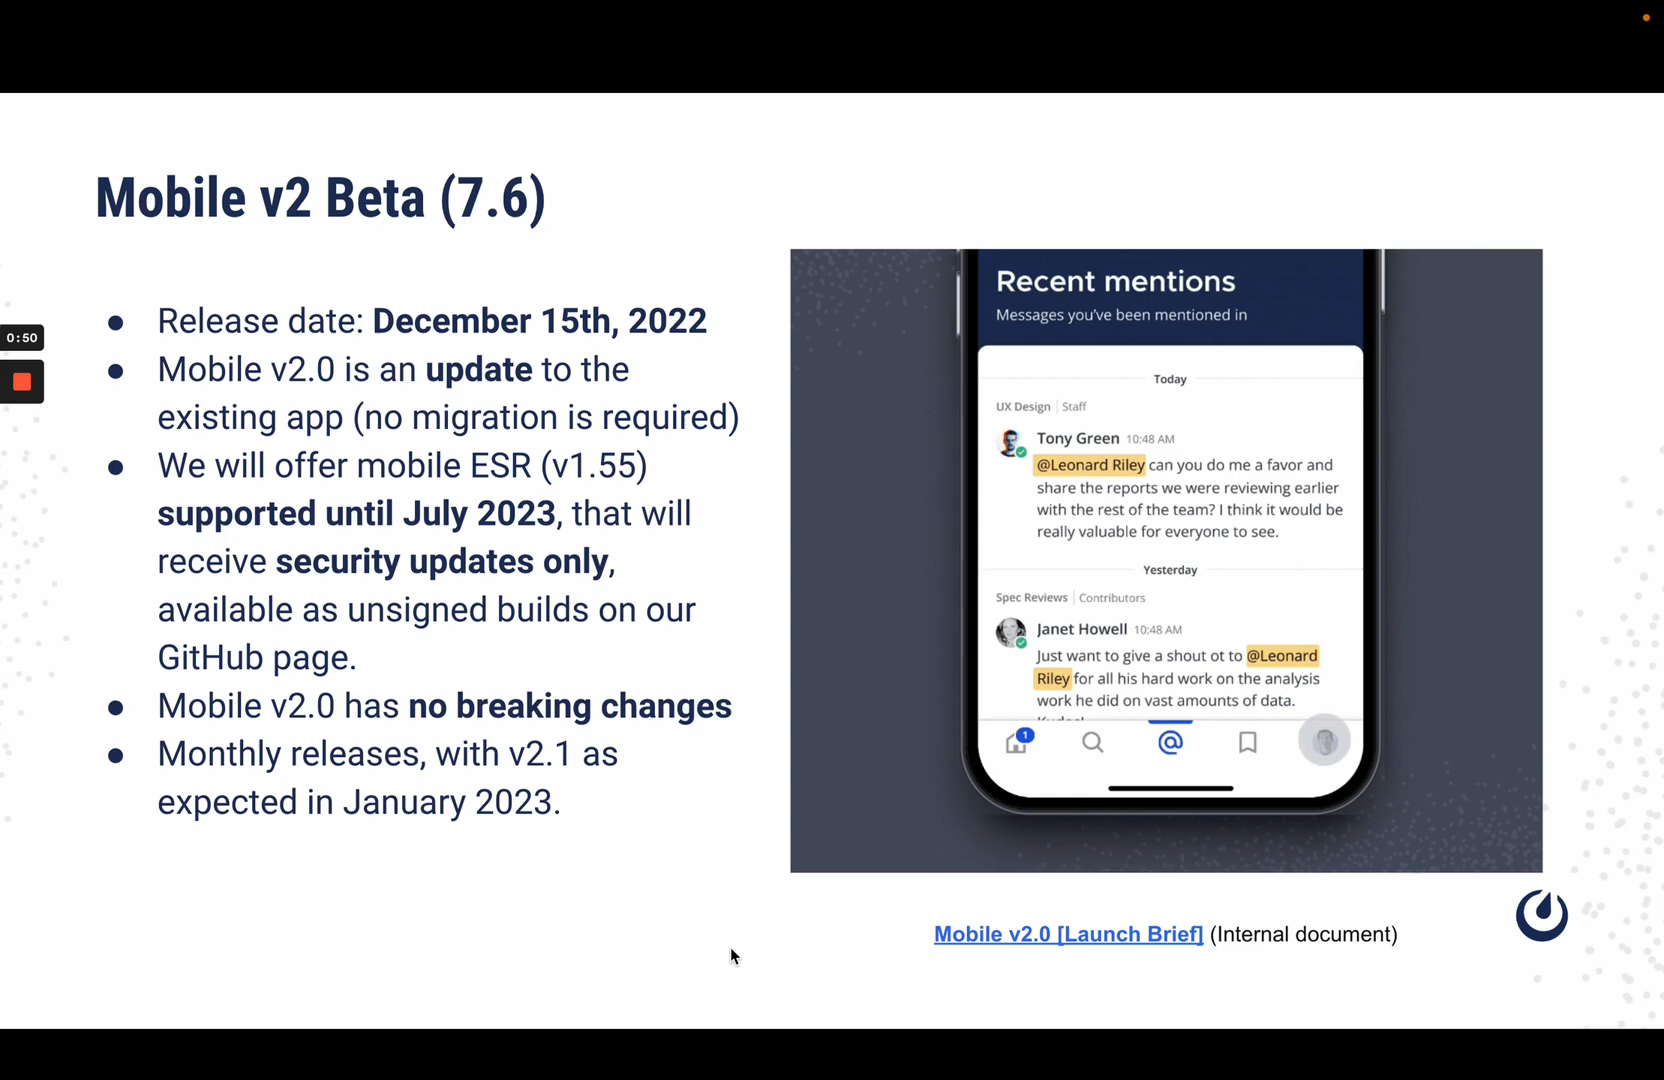 Mobile v2 Beta (7.6)
0:50
● Release date: December 15th, 2022
● Mobile v2.0 is an update to the
existing app (no migration is required)
● We will offer mobile ESR (v1.55)
supported until July 2023, that will
receive security updates only,
available as unsigned builds on our
GitHub page.
● Mobile v2.0 has no breaking changes
● Monthly releases, with v2.1 as
expected in January 2023.
Recent mentions
Messages you've been mentioned in
Today
UX Design | Staff
Tony Green 10:48 AM
@Leonard Riley can you do me a favor and
share the reports we were reviewing earlier
with the rest of the team? I think it would be
really valuable for everyone to see.
Yesterday
Spec Reviews | Contributors
Janet Howell 10:48 AM
Just want to give a shout ot to @Leonard
Riley for all his hard work on the analysis
work he did on vast amounts of data.
1
@
Mobile v2.0 [Launch Brief] (Internal document)